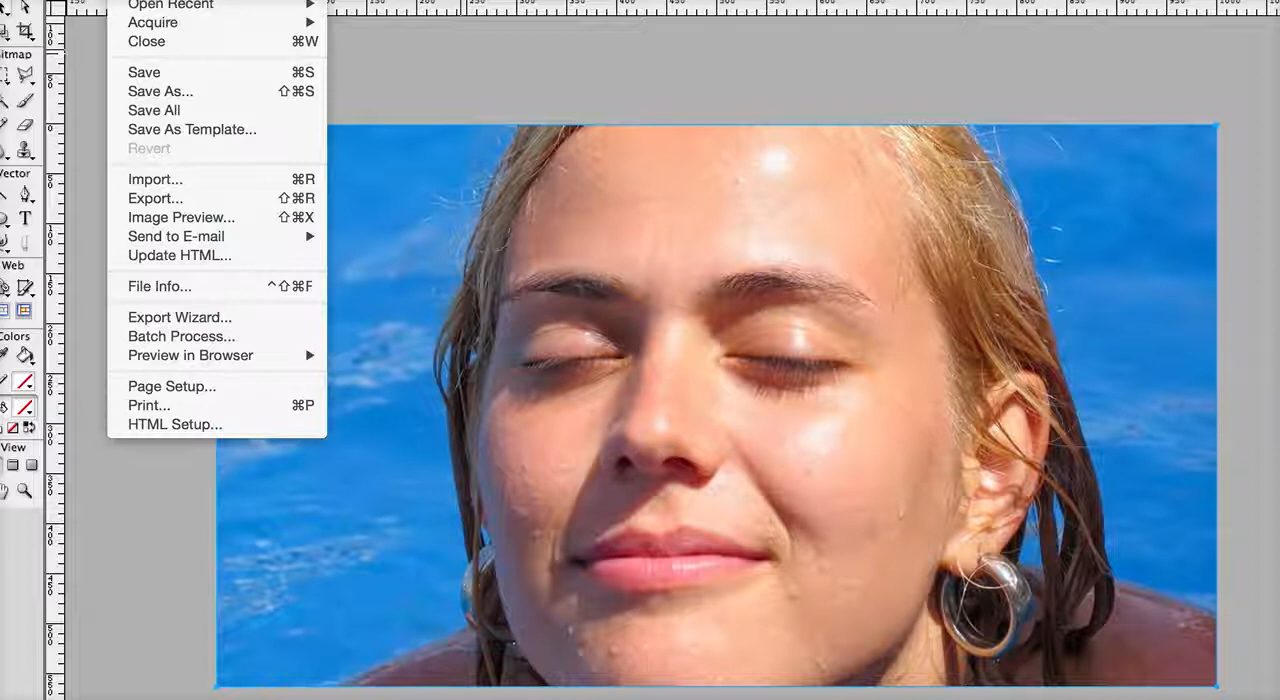 Open Recent
Acquire
Close ⌘W
Save ⌘S
Save As... ⇧⌘S
Save All
Save As Template...
Revert
Import... ⌘R
Export... ⇧⌘R
Image Preview... ⇧⌘X
Send to E-mail
Update HTML...
File Info... ^⇧⌘F
Export Wizard...
Batch Process...
Preview in Browser
Page Setup...
Print... ⌘P
HTML Setup...
itmap
Vector
Web
Colors
View